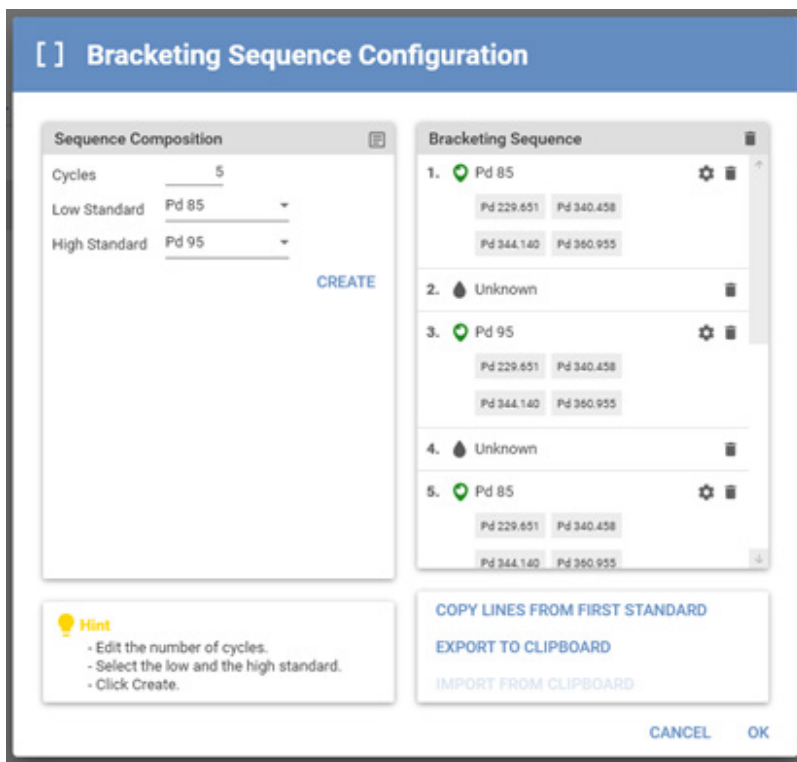 [ ] Bracketing Sequence Configuration
Sequence Composition
Cycles 5
Low Standard Pd 85
High Standard Pd 95
CREATE
Hint
- Edit the number of cycles.
- Select the low and the high standard.
- Click Create.
Bracketing Sequence
1. Pd 85
Pd 229.651 Pd 340.458
Pd 344.140 Pd 360.955
2. Unknown
3. Pd 95
Pd 229.651 Pd 340.458
Pd 344.140 Pd 360.955
4. Unknown
5. Pd 85
Pd 229.651 Pd 340.458
Pd 344.140 Pd 360.955
COPY LINES FROM FIRST STANDARD
EXPORT TO CLIPBOARD
IMPORT FROM CLIPBOARD
CANCEL OK